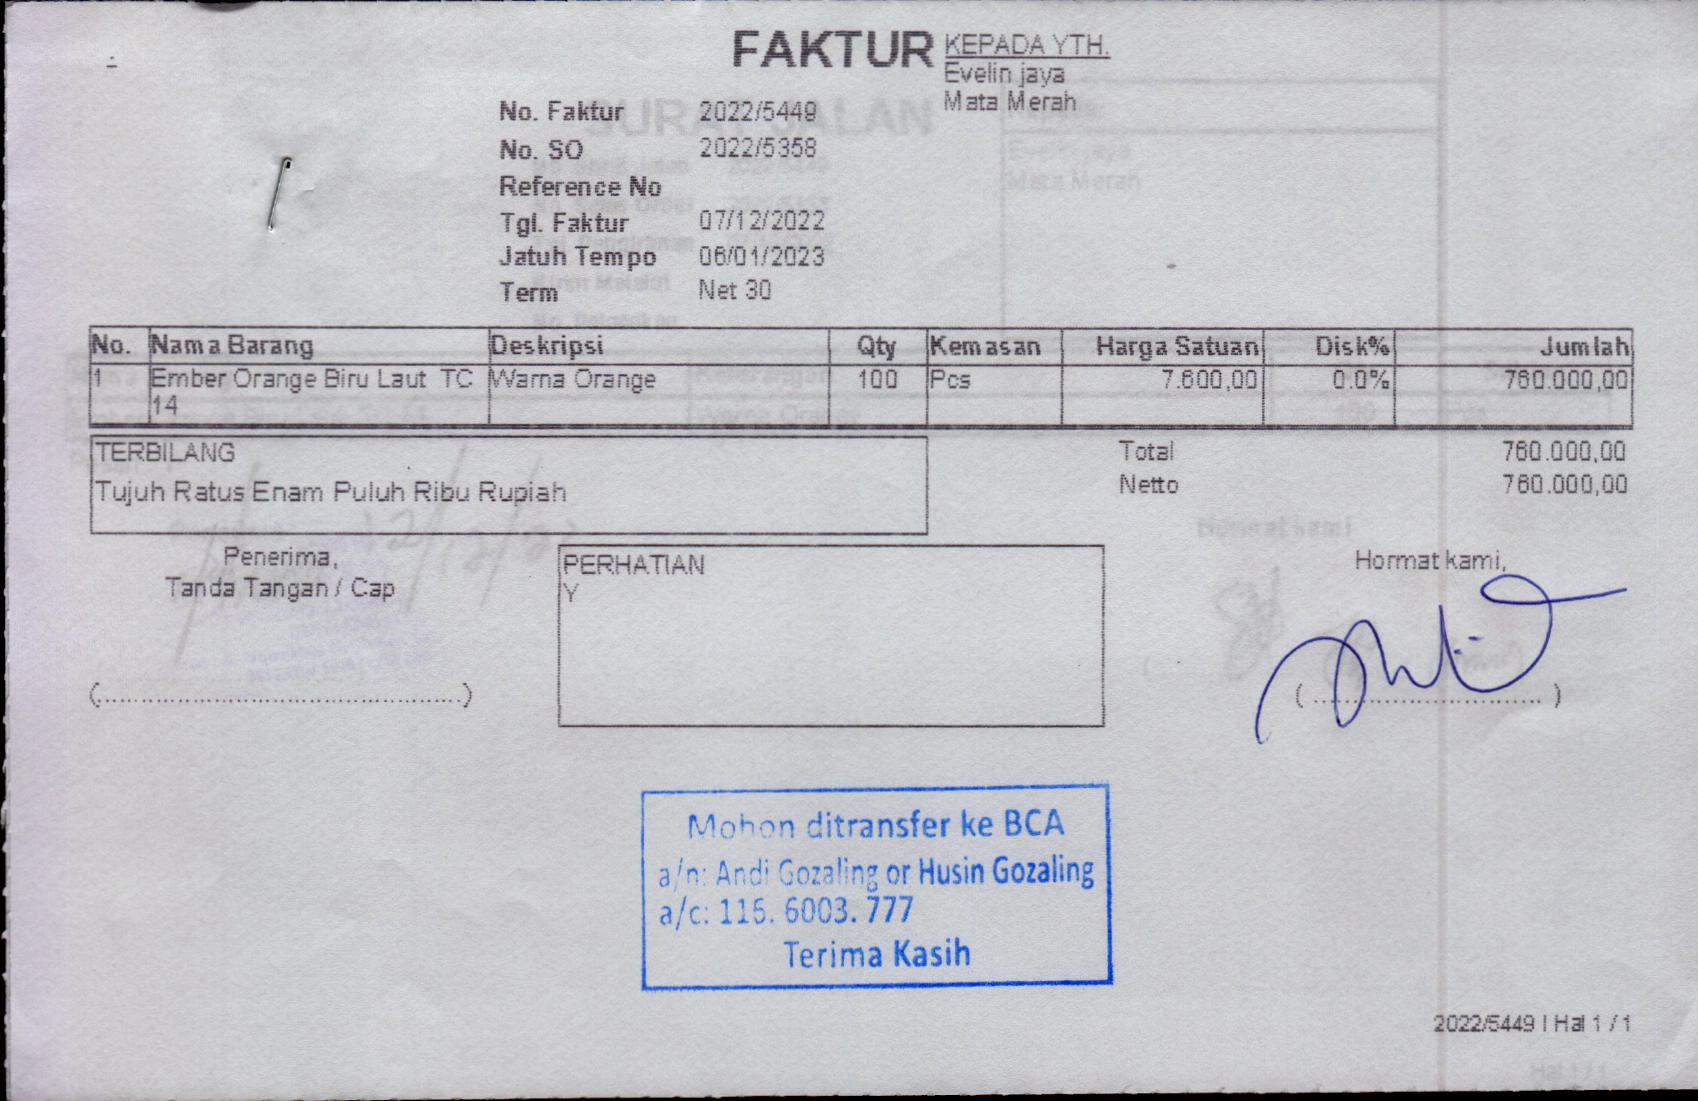 FAKTUR
KEPADA YTH.
Evelin jaya
Mata Merah
No. Faktur 2022/5449
No. SO 2022/5358
Reference No
Tgl. Faktur 07/12/2022
Jatuh Tempo 06/01/2023
Term Net 30
No. Nama Barang Deskripsi Qty Kemasan Harga Satuan Disk% Jumlah
1 Ember Orange Biru Laut TC Warna Orange 100 Pcs 7.600,00 0.0% 760.000,00
14
TERBILANG
Tujuh Ratus Enam Puluh Ribu Rupiah
Total 760.000,00
Netto 760.000,00
Penerima,
Tanda Tangan / Cap
PERHATIAN
Y
Hormat kami,
(................................................)
(................................)
Mohon ditransfer ke BCA
a/n: Andi Gozaling or Husin Gozaling
a/c: 115. 6003. 777
Terima Kasih
2022/5449 | Hal 1 / 1